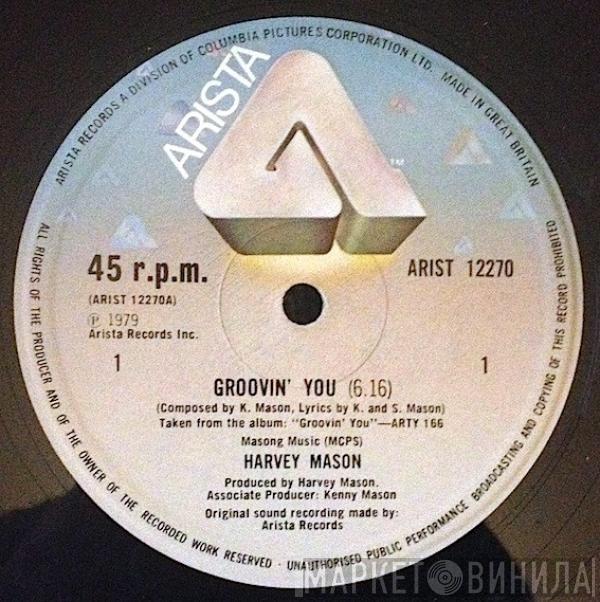 ARISTA RECORDS A DIVISION OF COLUMBIA PICTURES CORPORATION LTD. MADE IN GREAT BRITAIN
ARISTA
TM
45 r.p.m.
ARIST 12270
(ARIST 12270A)
℗ 1979
Arista Records Inc.
1
1
GROOVIN' YOU (6.16)
(Composed by K. Mason, Lyrics by K. and S. Mason)
Taken from the album: "Groovin' You"—ARTY 166
Masong Music (MCPS)
HARVEY MASON
Produced by Harvey Mason.
Associate Producer: Kenny Mason
Original sound recording made by:
Arista Records
ALL RIGHTS OF THE PRODUCER AND OF THE OWNER OF THE RECORDED WORK RESERVED · UNAUTHORISED PUBLIC PERFORMANCE BROADCASTING AND COPYING OF THIS RECORD PROHIBITED
МАРКЕТ ВИНИЛА